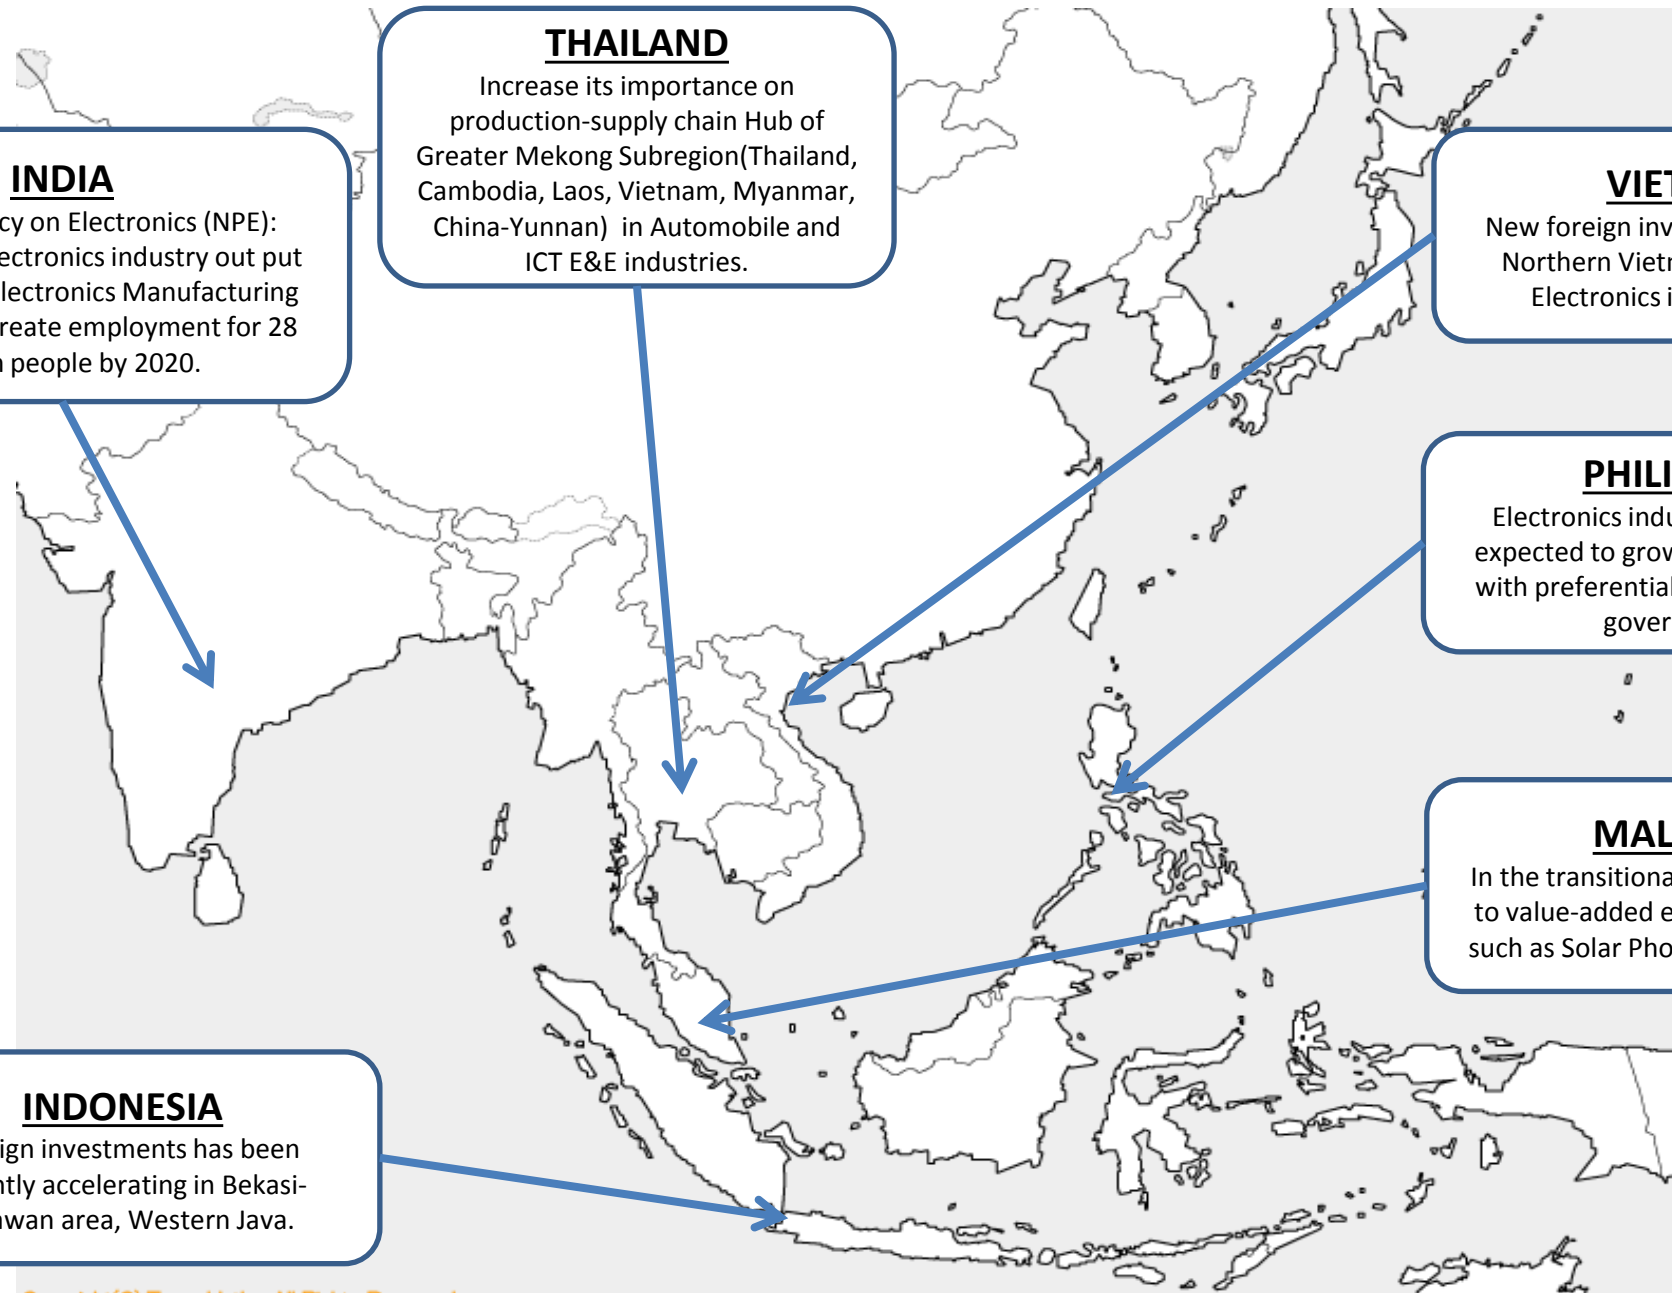 THAILAND
Increase its importance on
production-supply chain Hub of
Greater Mekong Subregion(Thailand,
Cambodia, Laos, Vietnam, Myanmar,
China-Yunnan) in Automobile and
ICT E&E industries.
INDIA
cy on Electronics (NPE):
ectronics industry out put
lectronics Manufacturing
reate employment for 28
people by 2020.
VIET
New foreign inv
Northern Vietn
Electronics i
PHILI
Electronics indu
expected to grow
with preferential
gover
MAL
In the transitiona
to value-added e
such as Solar Pho
INDONESIA
ign investments has been
ntly accelerating in Bekasi-
awan area, Western Java.